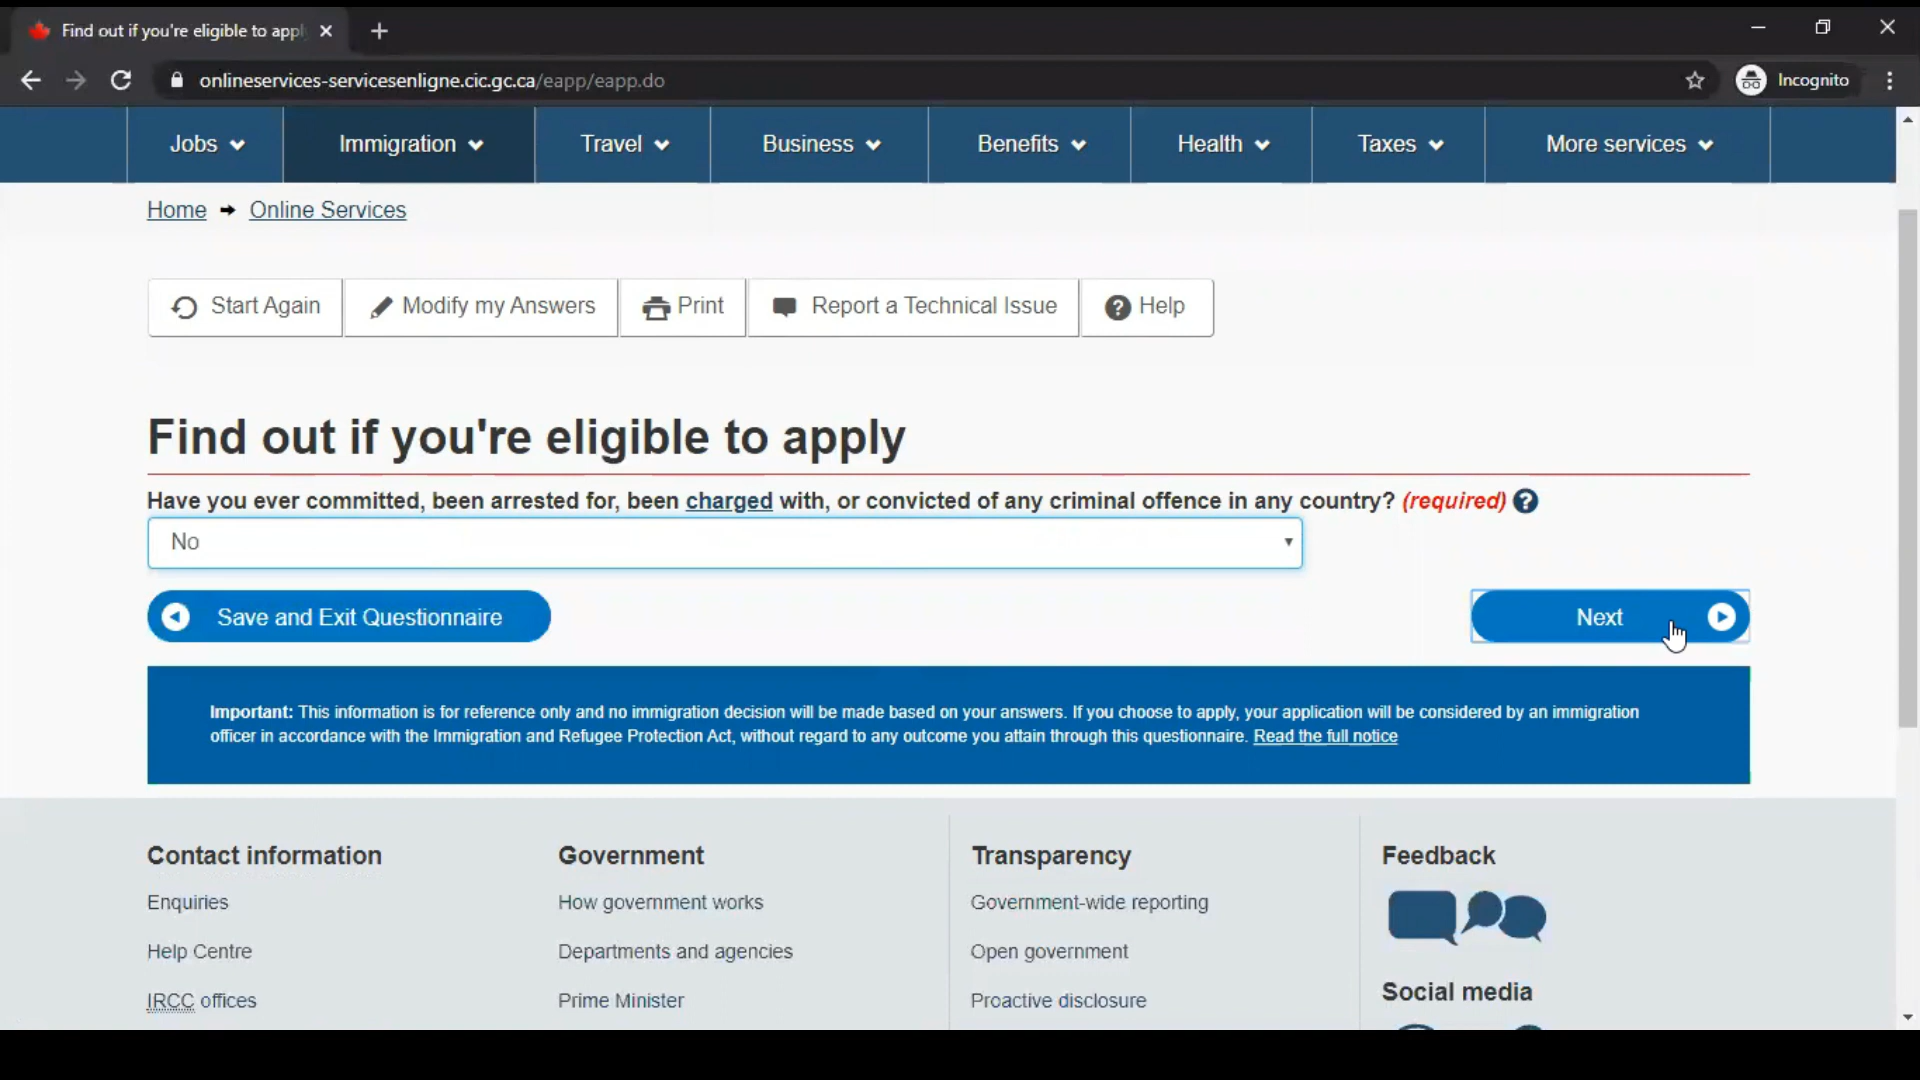 Find out if you're eligible to appl
onlineservices-servicesenligne.cic.gc.ca/eapp/eapp.do
Incognito
Jobs Immigration Travel Business Benefits Health Taxes More services
Home Online Services
Start Again Modify my Answers Print Report a Technical Issue Help
Find out if you're eligible to apply
Have you ever committed, been arrested for, been charged with, or convicted of any criminal offence in any country? (required)
No
Save and Exit Questionnaire Next
Important: This information is for reference only and no immigration decision will be made based on your answers. If you choose to apply, your application will be considered by an immigration
officer in accordance with the Immigration and Refugee Protection Act, without regard to any outcome you attain through this questionnaire. Read the full notice
Contact information Government Transparency Feedback
Enquiries How government works Government-wide reporting
Help Centre Departments and agencies Open government
Social media
IRCC offices Prime Minister Proactive disclosure